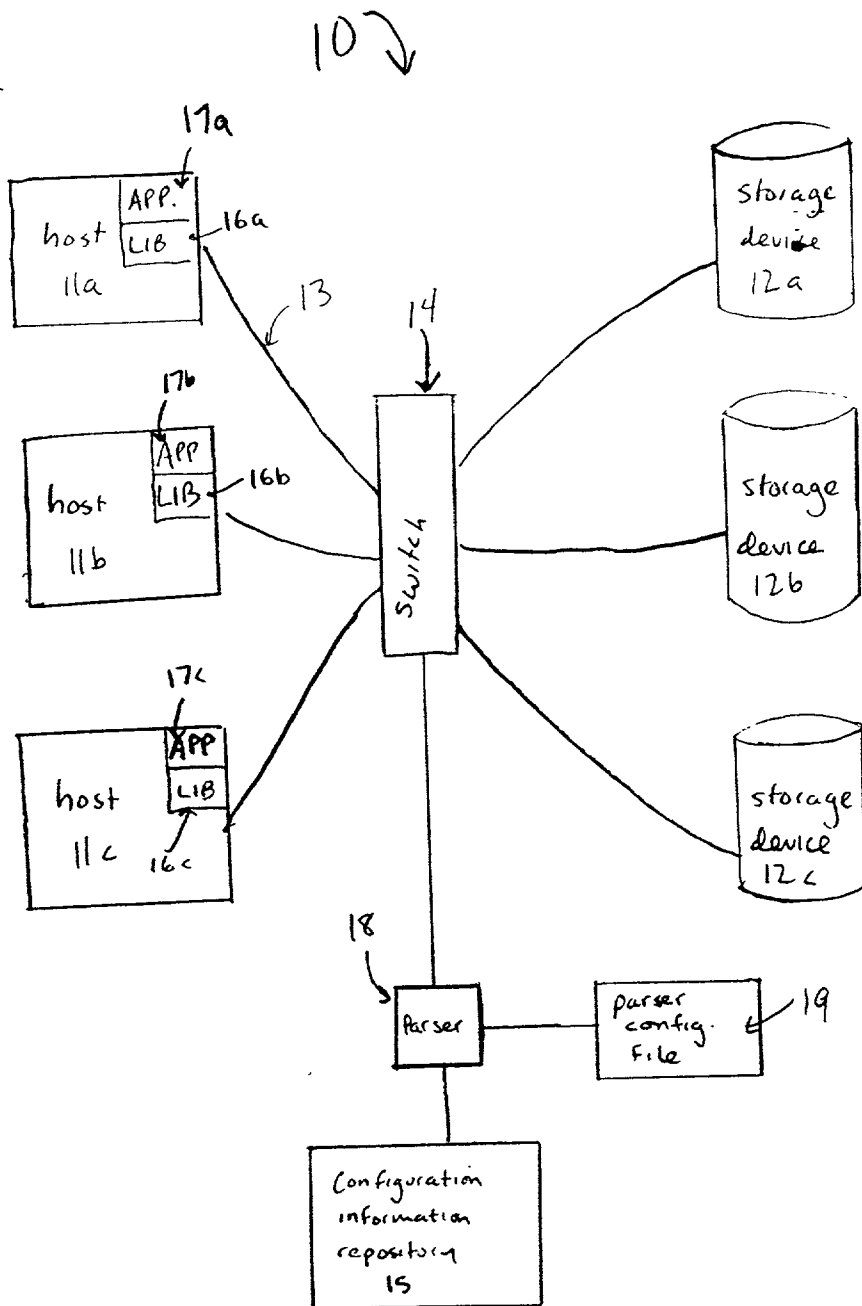 10
17a
APP.
LIB
16a
host
11a
13
14
storage
device
12a
17b
APP
LIB
16b
host
11b
switch
storage
device
12b
17c
APP
LIB
16c
host
11c
storage
device
12c
18
Parser
parser
config.
File
19
Configuration
information
repository
15